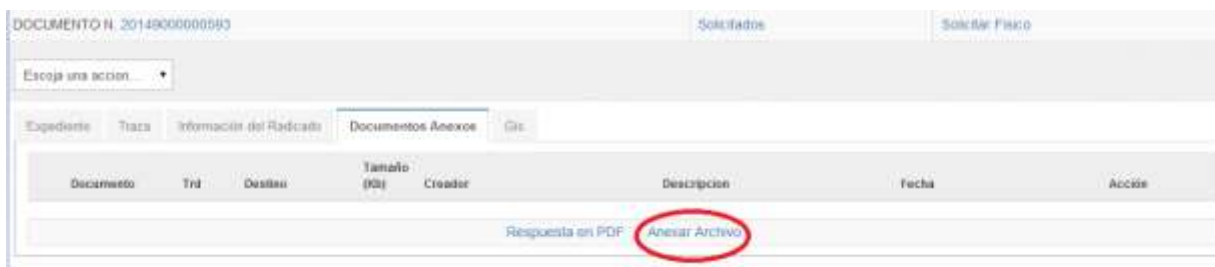 DOCUMENTO N. 20149000000593 Solicitados Solicitar Fisico
Escoja una accion...
Expediente Traza Información del Radicado Documentos Anexos Gis
Documento Trd Destino Tamaño (Kb) Creador Descripcion Fecha Acción
Respuesta en PDF Anexar Archivo